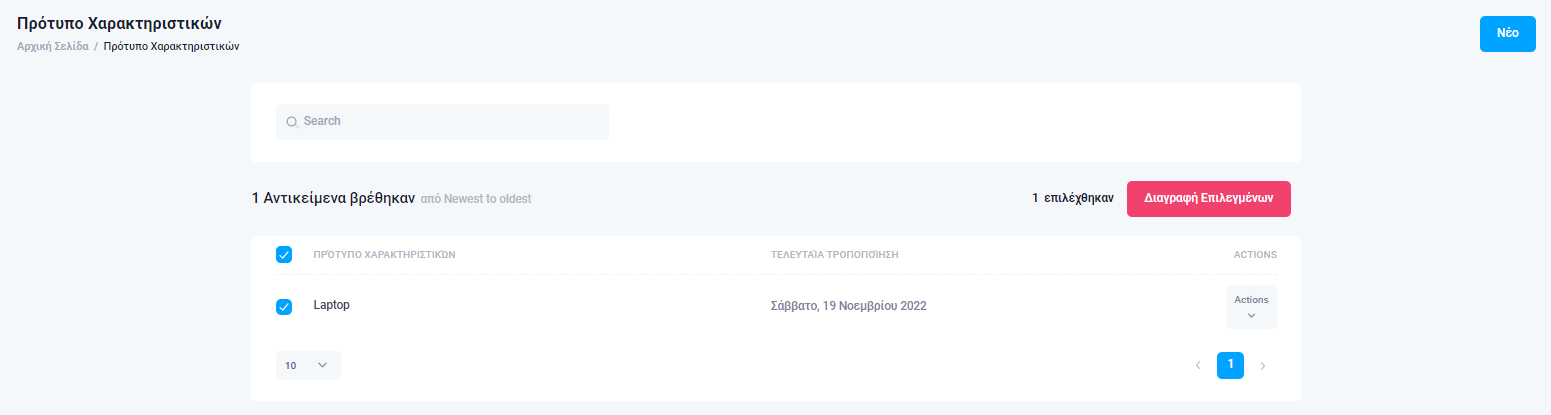 Πρότυπο Χαρακτηριστικών
Αρχική Σελίδα / Πρότυπο Χαρακτηριστικών
Νέο
Search
1 Αντικείμενα βρέθηκαν από Newest to oldest
1 επιλέχθηκαν Διαγραφή Επιλεγμένων
ΠΡΌΤΥΠΟ ΧΑΡΑΚΤΗΡΙΣΤΙΚΏΝ ΤΕΛΕΥΤΑΊΑ ΤΡΟΠΟΠΟΊΗΣΗ ACTIONS
Laptop Σάββατο, 19 Νοεμβρίου 2022 Actions
10 1